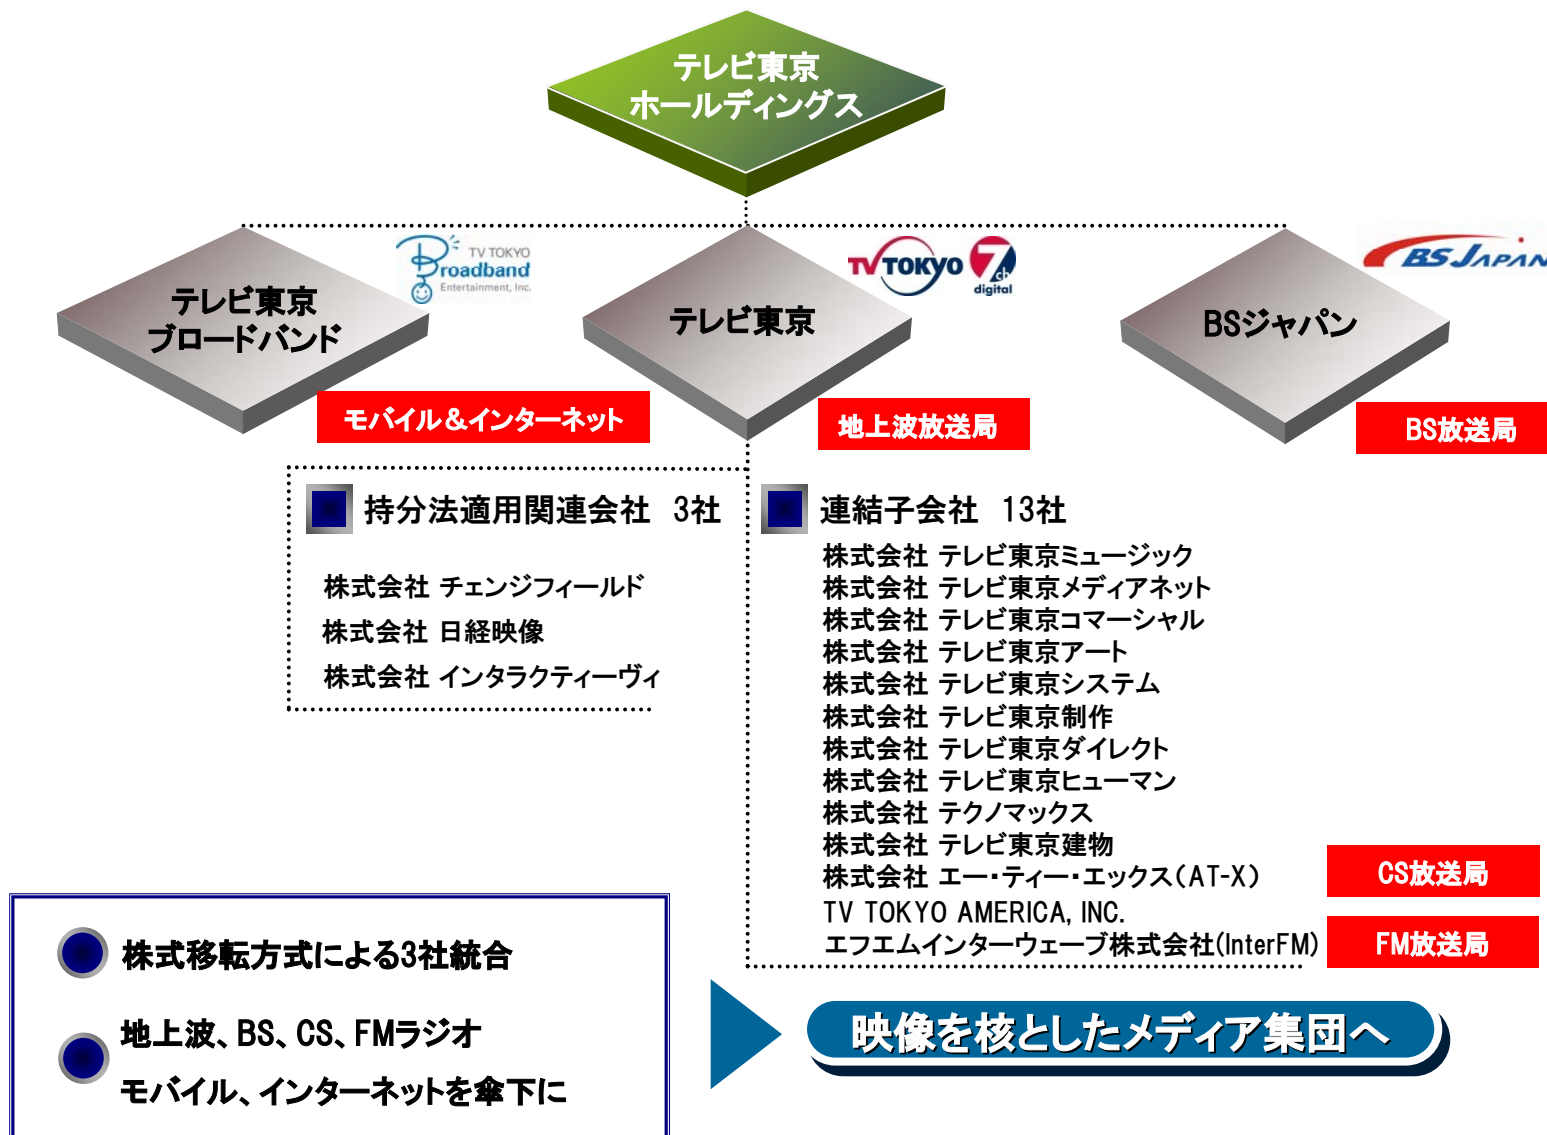 テレビ東京
ホールディングス
TV TOKYO
Broadband
Entertainment, Inc.
テレビ東京
ブロードバンド
モバイル＆インターネット
TV TOKYO 7ch
digital
テレビ東京
地上波放送局
BS JAPAN
BSジャパン
BS放送局
持分法適用関連会社　3社
株式会社 チェンジフィールド
株式会社 日経映像
株式会社 インタラクティーヴィ
連結子会社　13社
株式会社 テレビ東京ミュージック
株式会社 テレビ東京メディアネット
株式会社 テレビ東京コマーシャル
株式会社 テレビ東京アート
株式会社 テレビ東京システム
株式会社 テレビ東京制作
株式会社 テレビ東京ダイレクト
株式会社 テレビ東京ヒューマン
株式会社 テクノマックス
株式会社 テレビ東京建物
株式会社 エー・ティー・エックス（AT-X）
CS放送局
TV TOKYO AMERICA, INC.
エフエムインターウェーブ株式会社(InterFM)
FM放送局
株式移転方式による3社統合
地上波、BS、CS、FMラジオ
モバイル、インターネットを傘下に
映像を核としたメディア集団へ